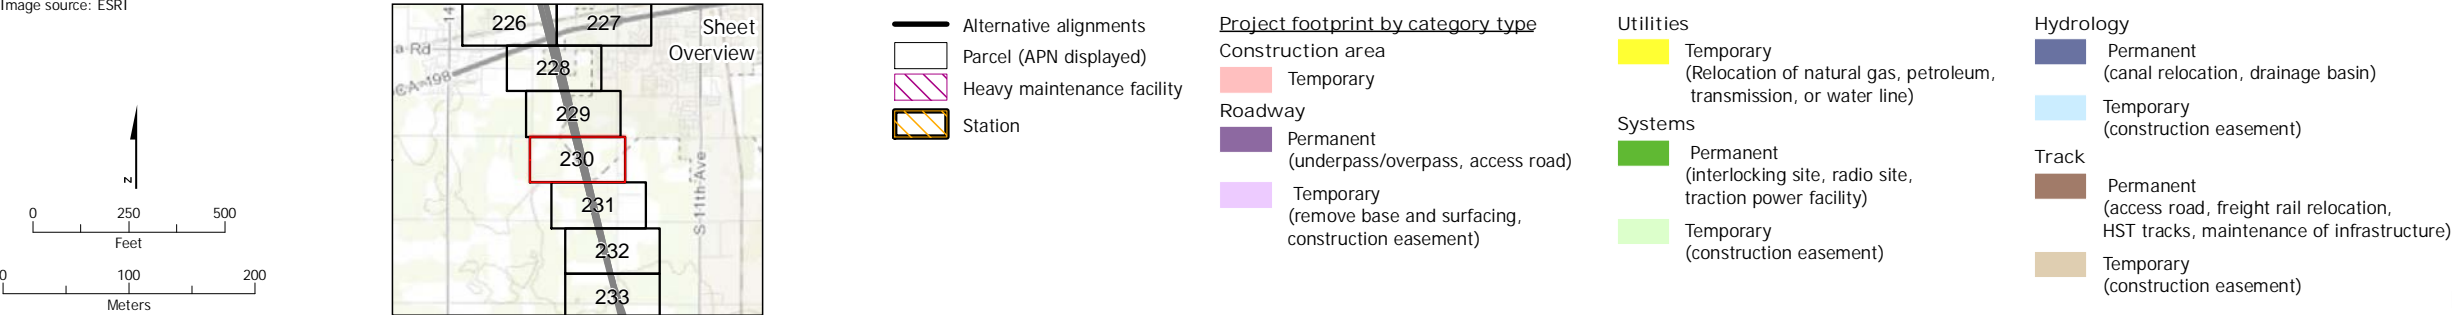 Image source: ESRI
N
0 250 500
Feet
0 100 200
Meters
Sheet
Overview
14
a Rd
CA-198
S-11th-Ave
226
227
228
229
230
231
232
233
Alternative alignments
Parcel (APN displayed)
Heavy maintenance facility
Station
Project footprint by category type
Construction area
Temporary
Roadway
Permanent
(underpass/overpass, access road)
Temporary
(remove base and surfacing,
construction easement)
Utilities
Temporary
(Relocation of natural gas, petroleum,
transmission, or water line)
Systems
Permanent
(interlocking site, radio site,
traction power facility)
Temporary
(construction easement)
Hydrology
Permanent
(canal relocation, drainage basin)
Temporary
(construction easement)
Track
Permanent
(access road, freight rail relocation,
HST tracks, maintenance of infrastructure)
Temporary
(construction easement)